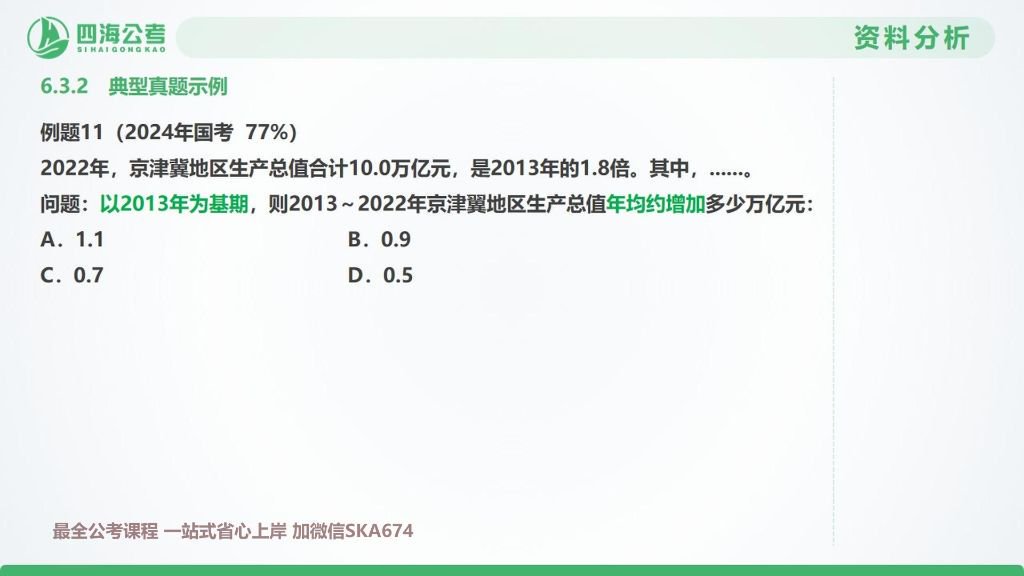 四海公考
SIHAIGONGKAO
资料分析
6.3.2 典型真题示例
例题11（2024年国考 77%）
2022年，京津冀地区生产总值合计10.0万亿元，是2013年的1.8倍。其中，……。
问题：以2013年为基期，则2013～2022年京津翼地区生产总值年均约增加多少万亿元：
A．1.1 B．0.9
C．0.7 D．0.5
最全公考课程 一站式省心上岸 加微信SKA674